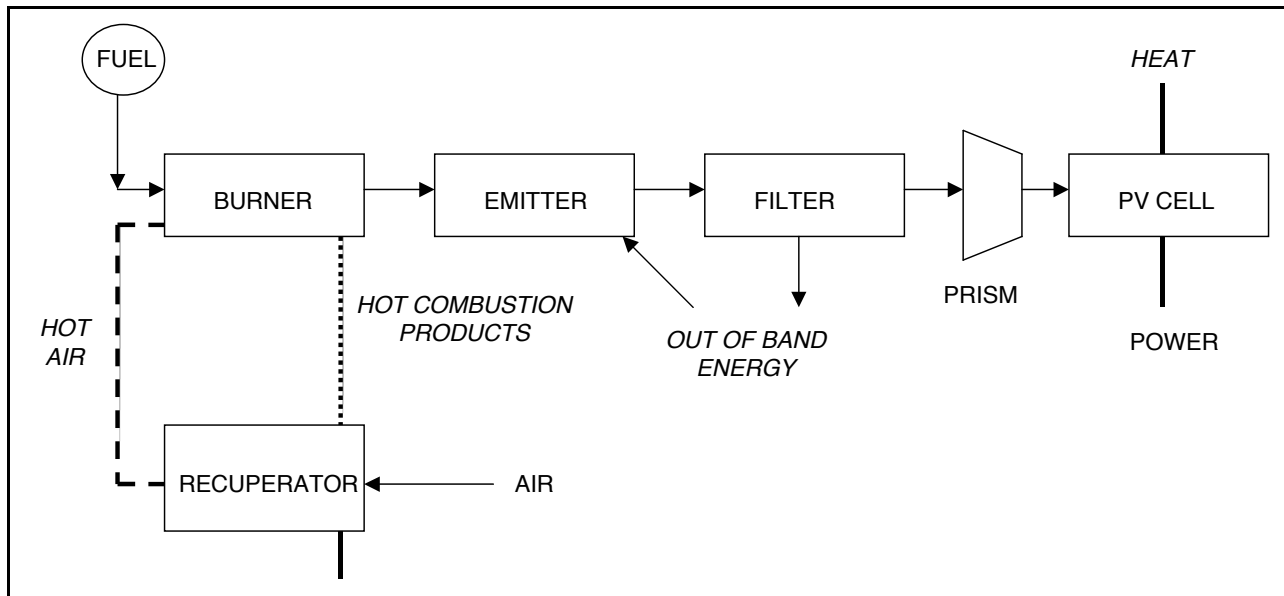 FUEL
HEAT
BURNER
EMITTER
FILTER
PV CELL
PRISM
HOT COMBUSTION
PRODUCTS
HOT
AIR
OUT OF BAND
ENERGY
POWER
RECUPERATOR
AIR